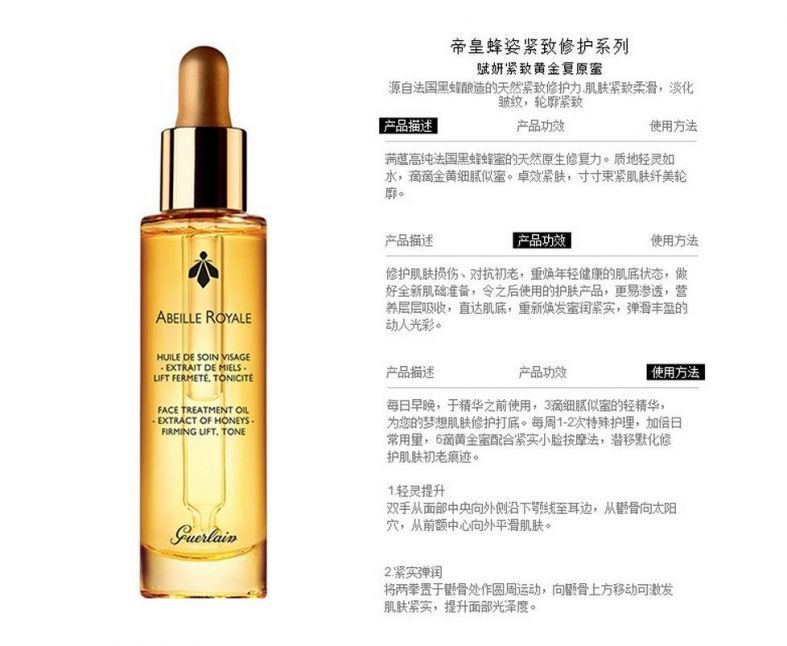 ABEILLE ROYALE
HUILE DE SOIN VISAGE
- EXTRAIT DE MIELS -
LIFT FERMETÉ, TONICITÉ
FACE TREATMENT OIL
- EXTRACT OF HONEYS -
FIRMING LIFT, TONE
Guerlain
帝皇蜂姿紧致修护系列
赋妍紧致黄金复原蜜
源自法国黑蜂酿造的天然紧致修护力.肌肤紧致柔滑，淡化
皱纹，轮廓紧致
产品描述 产品功效 使用方法
满蕴高纯法国黑蜂蜂蜜的天然原生修复力。质地轻灵如
水，滴滴金黄细腻似蜜。卓效紧肤，寸寸束紧肌肤纤美轮
廓。
产品描述 产品功效 使用方法
修护肌肤损伤、对抗初老，重焕年轻健康的肌底状态，做
好全新肌础准备，令之后使用的护肤产品，更易渗透，营
养层层吸收，直达肌底，重新焕发蜜润紧实，弹滑丰盈的
动人光彩。
产品描述 产品功效 使用方法
每日早晚，于精华之前使用，3滴细腻似蜜的轻精华，
为您的梦想肌肤修护打底。每周1-2次特殊护理，加倍日
常用量，6滴黄金蜜配合紧实小脸按摩法，潜移默化修
护肌肤初老痕迹。
1.轻灵提升
双手从面部中央向外侧沿下颚线至耳边，从颧骨向太阳
穴，从前额中心向外平滑肌肤。
2.紧实弹润
将两拳置于颧骨处作圆周运动，向颧骨上方移动可激发
肌肤紧实，提升面部光泽度。